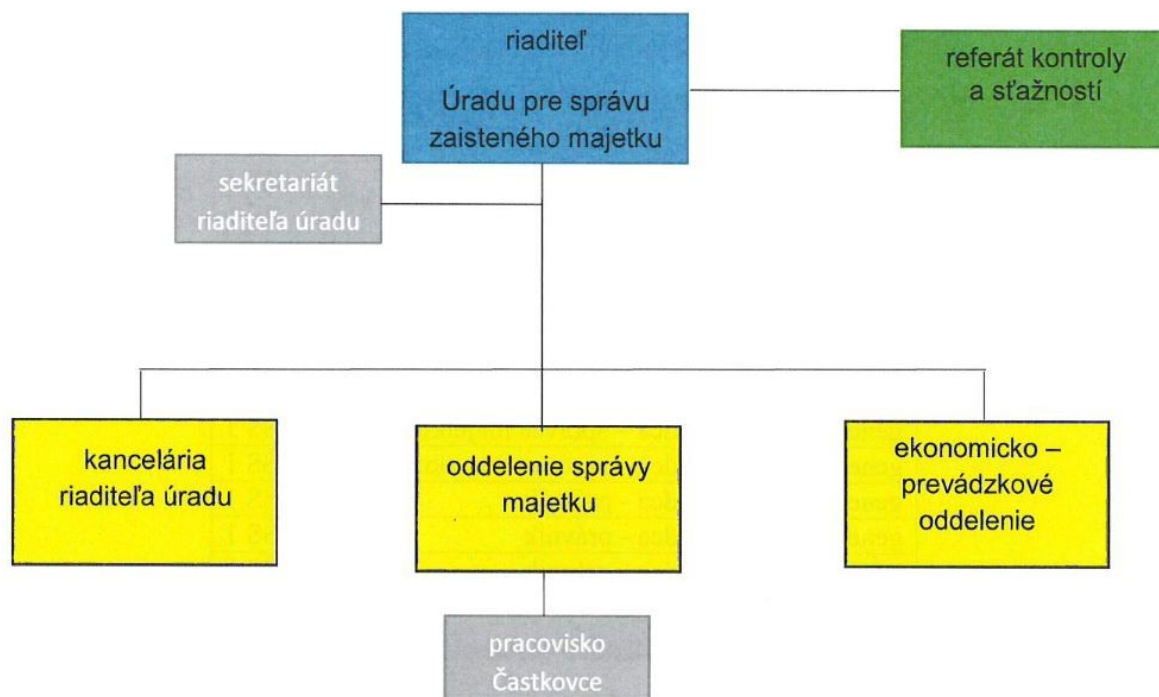 riaditeľ
Úradu pre správu
zaisteného majetku
referát kontroly
a sťažností
sekretariát
riaditeľa úradu
kancelária
riaditeľa úradu
oddelenie správy
majetku
ekonomicko –
prevádzkové
oddelenie
pracovisko
Častkovce